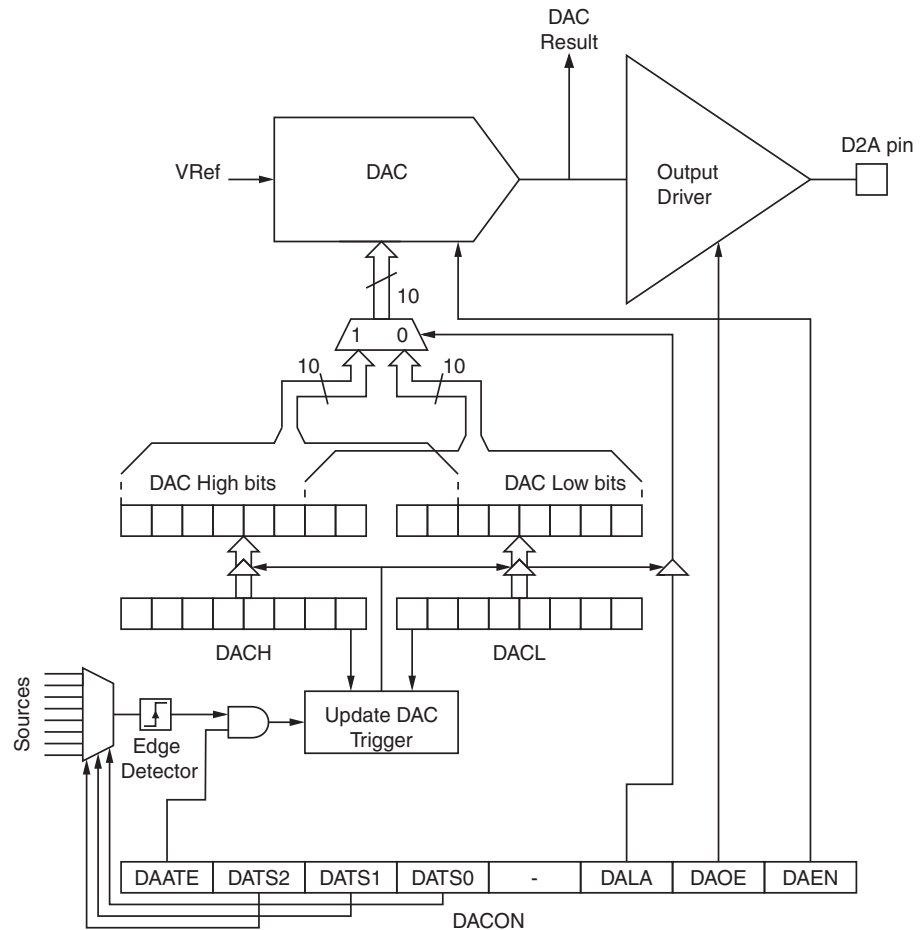 DAC
Result
D2A pin
VRef
DAC
Output
Driver
10
1 0
10 10
DAC High bits DAC Low bits
DACH DACL
Sources
Update DAC
Trigger
Edge
Detector
DAATE DATS2 DATS1 DATS0 - DALA DAOE DAEN
DACON